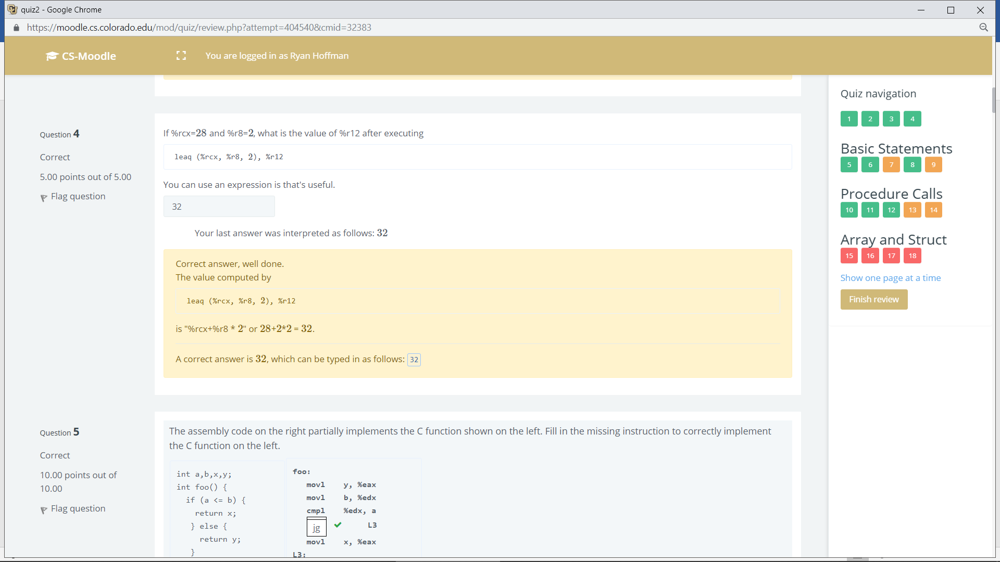 quiz2 - Google Chrome
https://moodle.cs.colorado.edu/mod/quiz/review.php?attempt=404540&cmid=32383
CS-Moodle
You are logged in as Ryan Hoffman
Question 4
Correct
5.00 points out of 5.00
Flag question
If %rcx=28 and %r8=2, what is the value of %r12 after executing
leaq (%rcx, %r8, 2), %r12
You can use an expression is that's useful.
32
Your last answer was interpreted as follows: 32
Correct answer, well done.
The value computed by
leaq (%rcx, %r8, 2), %r12
is "%rcx+%r8 * 2" or 28+2*2 = 32.
A correct answer is 32, which can be typed in as follows: 32
Question 5
Correct
10.00 points out of
10.00
Flag question
The assembly code on the right partially implements the C function shown on the left. Fill in the missing instruction to correctly implement
the C function on the left.
int a,b,x,y;
int foo() {
if (a <= b) {
return x;
} else {
return y;
}
foo:
movl y, %eax
movl b, %edx
cmpl %edx, a
jg L3
movl x, %eax
L3:
Quiz navigation
1 2 3 4
Basic Statements
5 6 7 8 9
Procedure Calls
10 11 12 13 14
Array and Struct
15 16 17 18
Show one page at a time
Finish review